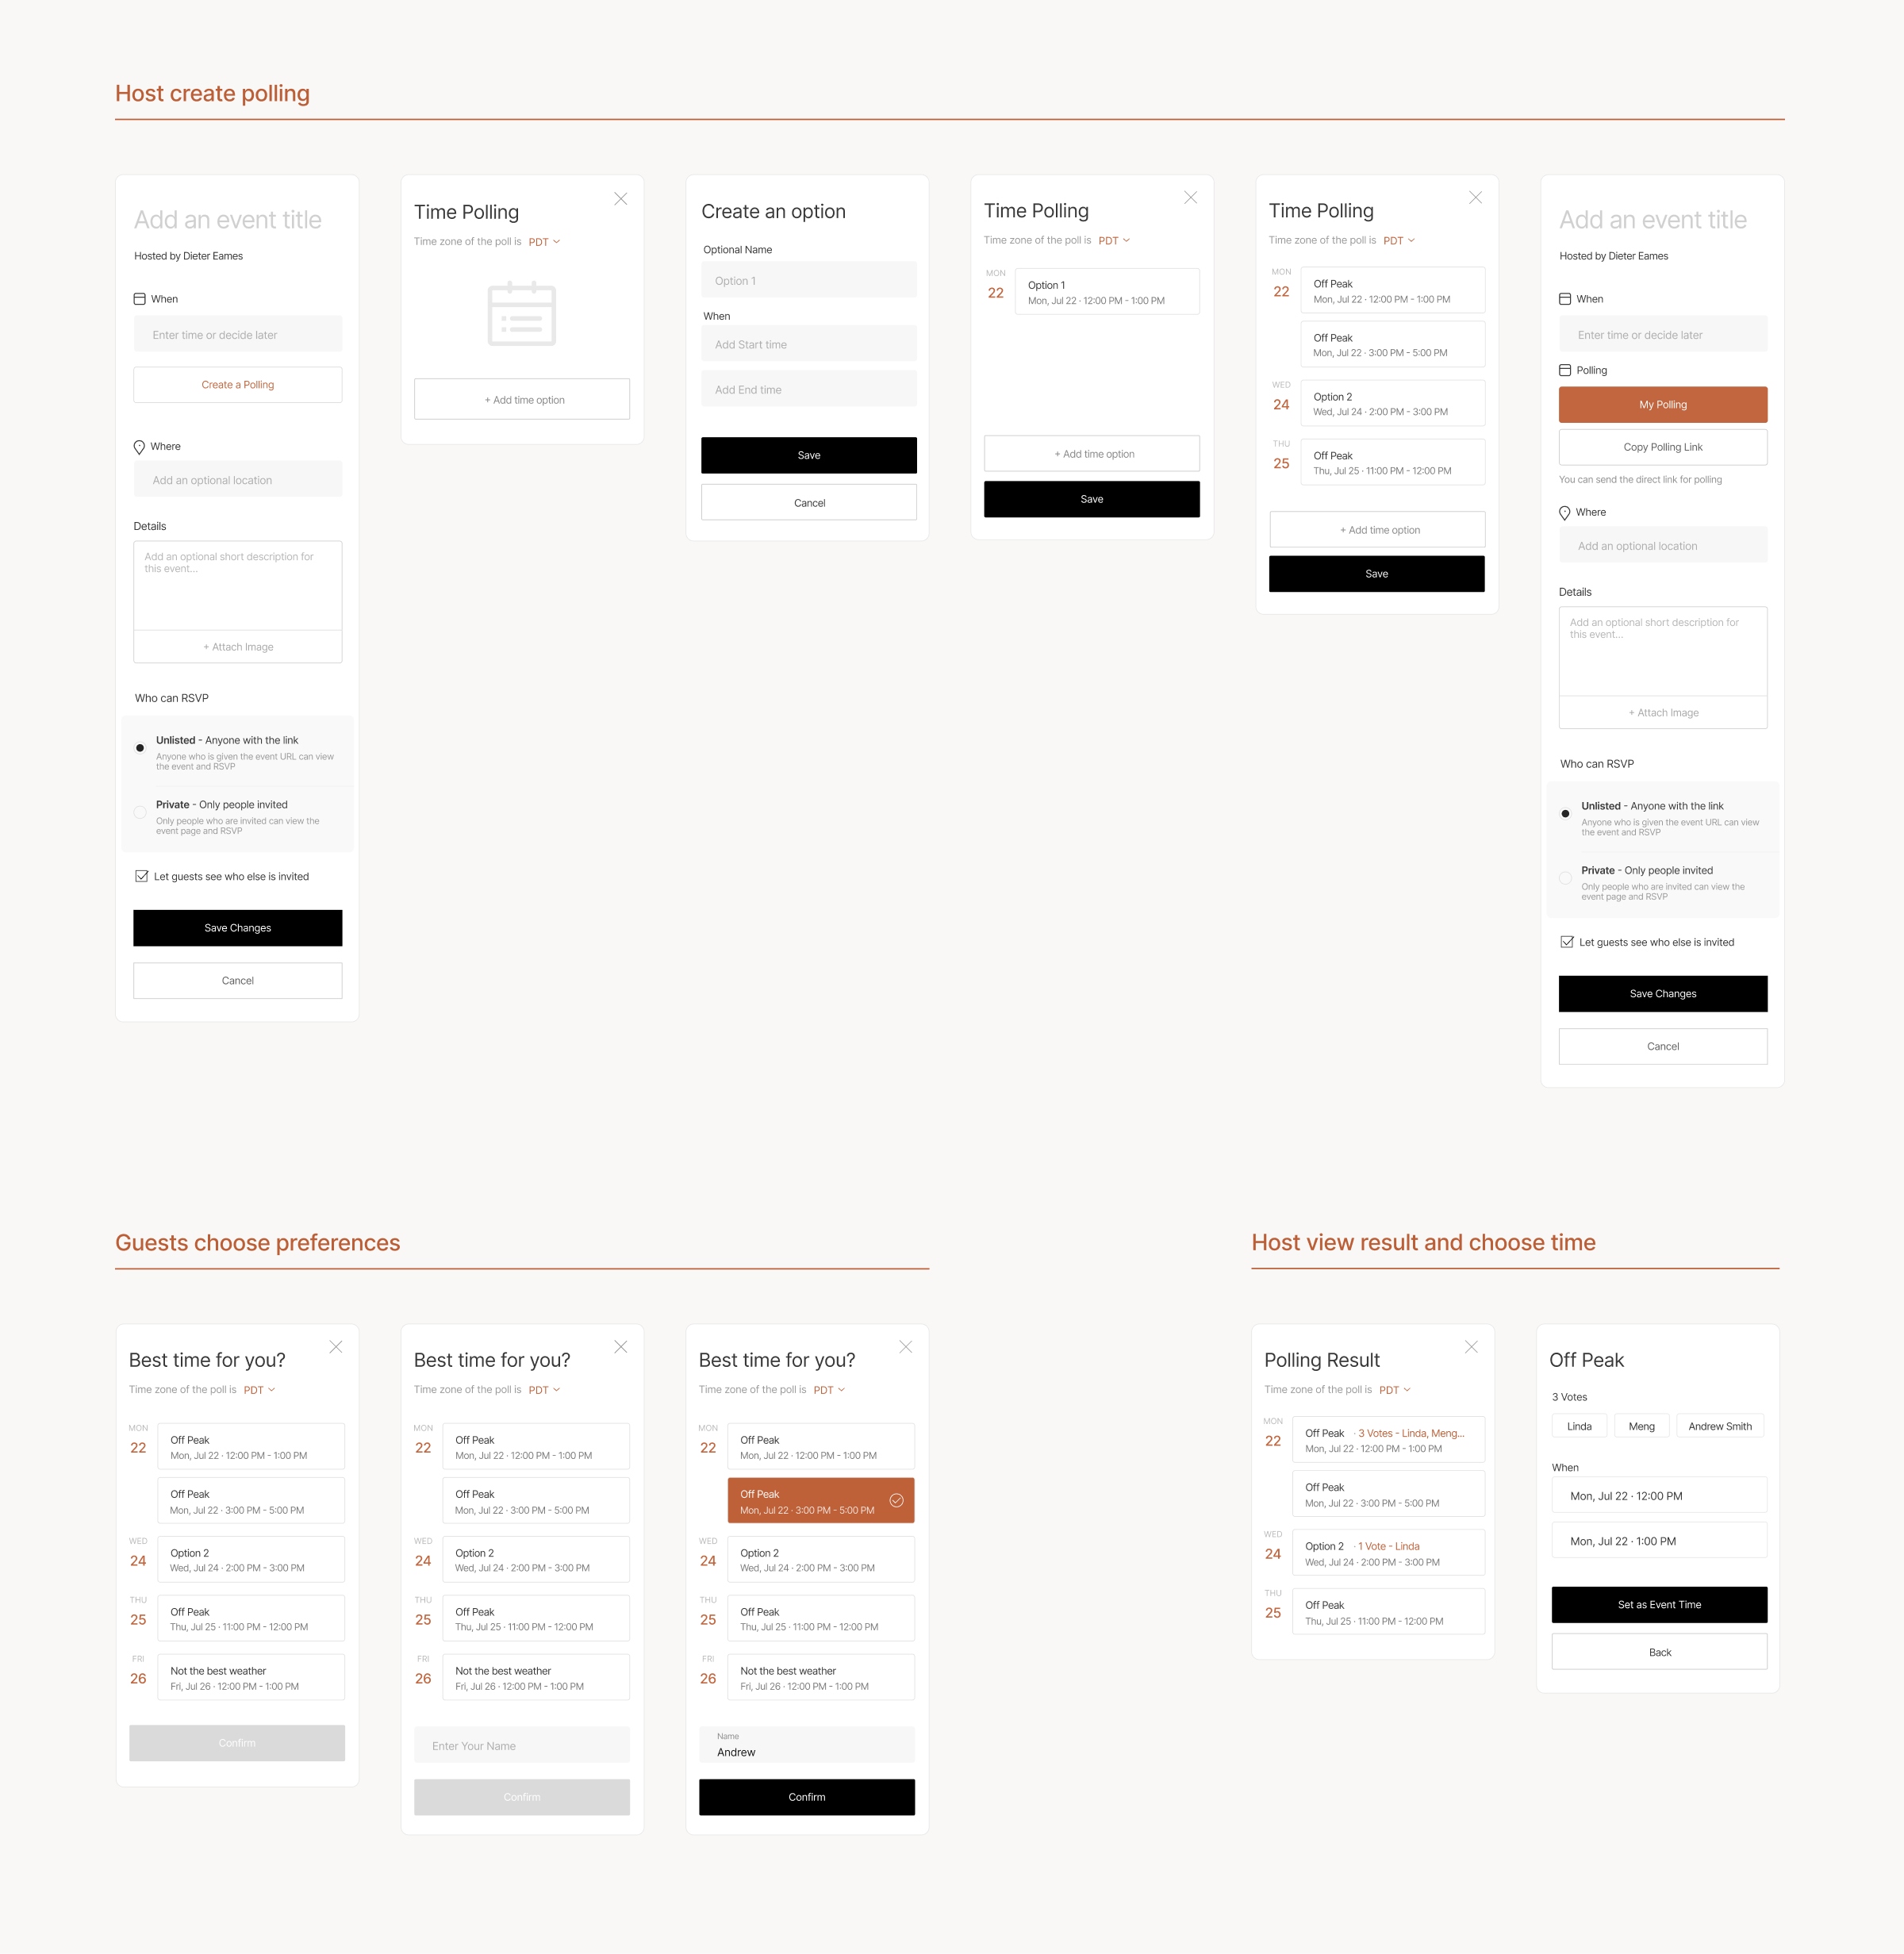 Host create polling
Add an event title
Hosted by Dieter Eames
When
Enter time or decide later
Create a Polling
Where
Add an optional location
Details
Add an optional short description for
this event...
+ Attach Image
Who can RSVP
Unlisted - Anyone with the link
Anyone who is given the event URL can view
the event and RSVP
Private - Only people invited
Only people who are invited can view the
event page and RSVP
Let guests see who else is invited
Save Changes
Cancel
Time Polling
Time zone of the poll is PDT
+ Add time option
Create an option
Optional Name
Option 1
When
Add Start time
Add End time
Save
Cancel
Time Polling
Time zone of the poll is PDT
MON
22
Option 1
Mon, Jul 22 · 12:00 PM - 1:00 PM
+ Add time option
Save
Time Polling
Time zone of the poll is PDT
MON
22
Off Peak
Mon, Jul 22 · 12:00 PM - 1:00 PM
Off Peak
Mon, Jul 22 · 3:00 PM - 5:00 PM
WED
24
Option 2
Wed, Jul 24 · 2:00 PM - 3:00 PM
THU
25
Off Peak
Thu, Jul 25 · 11:00 PM - 12:00 PM
+ Add time option
Save
Add an event title
Hosted by Dieter Eames
When
Enter time or decide later
Polling
My Polling
Copy Polling Link
You can send the direct link for polling
Where
Add an optional location
Details
Add an optional short description for
this event...
+ Attach Image
Who can RSVP
Unlisted - Anyone with the link
Anyone who is given the event URL can view
the event and RSVP
Private - Only people invited
Only people who are invited can view the
event page and RSVP
Let guests see who else is invited
Save Changes
Cancel
Guests choose preferences
Best time for you?
Time zone of the poll is PDT
MON
22
Off Peak
Mon, Jul 22 · 12:00 PM - 1:00 PM
Off Peak
Mon, Jul 22 · 3:00 PM - 5:00 PM
WED
24
Option 2
Wed, Jul 24 · 2:00 PM - 3:00 PM
THU
25
Off Peak
Thu, Jul 25 · 11:00 PM - 12:00 PM
FRI
26
Not the best weather
Fri, Jul 26 · 12:00 PM - 1:00 PM
Confirm
Best time for you?
Time zone of the poll is PDT
MON
22
Off Peak
Mon, Jul 22 · 12:00 PM - 1:00 PM
Off Peak
Mon, Jul 22 · 3:00 PM - 5:00 PM
WED
24
Option 2
Wed, Jul 24 · 2:00 PM - 3:00 PM
THU
25
Off Peak
Thu, Jul 25 · 11:00 PM - 12:00 PM
FRI
26
Not the best weather
Fri, Jul 26 · 12:00 PM - 1:00 PM
Enter Your Name
Confirm
Best time for you?
Time zone of the poll is PDT
MON
22
Off Peak
Mon, Jul 22 · 12:00 PM - 1:00 PM
Off Peak
Mon, Jul 22 · 3:00 PM - 5:00 PM
WED
24
Option 2
Wed, Jul 24 · 2:00 PM - 3:00 PM
THU
25
Off Peak
Thu, Jul 25 · 11:00 PM - 12:00 PM
FRI
26
Not the best weather
Fri, Jul 26 · 12:00 PM - 1:00 PM
Name
Andrew
Confirm
Host view result and choose time
Polling Result
Time zone of the poll is PDT
MON
22
Off Peak · 3 Votes - Linda, Meng...
Mon, Jul 22 · 12:00 PM - 1:00 PM
Off Peak
Mon, Jul 22 · 3:00 PM - 5:00 PM
WED
24
Option 2 · 1 Vote - Linda
Wed, Jul 24 · 2:00 PM - 3:00 PM
THU
25
Off Peak
Thu, Jul 25 · 11:00 PM - 12:00 PM
Off Peak
3 Votes
Linda
Meng
Andrew Smith
When
Mon, Jul 22 · 12:00 PM
Mon, Jul 22 · 1:00 PM
Set as Event Time
Back